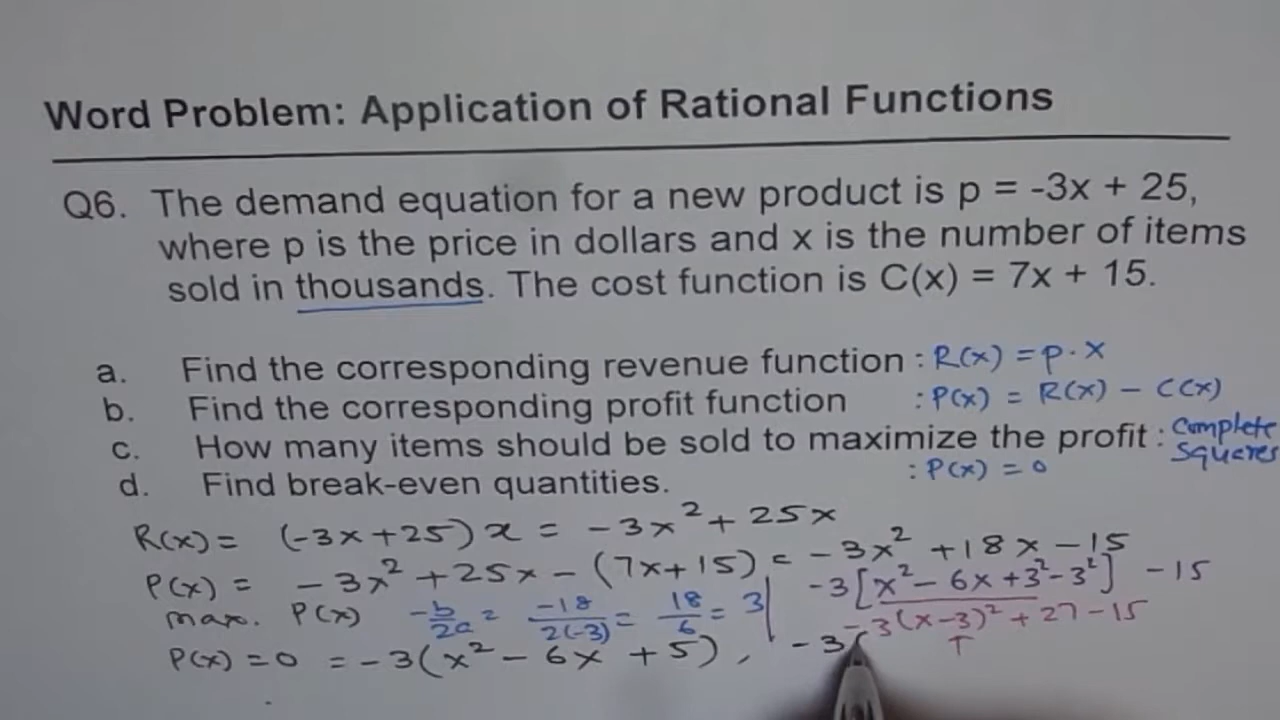 Word Problem: Application of Rational Functions
Q6. The demand equation for a new product is p = -3x + 25,
where p is the price in dollars and x is the number of items
sold in thousands. The cost function is C(x) = 7x + 15.
a. Find the corresponding revenue function : R(x) = p · x
b. Find the corresponding profit function : P(x) = R(x) - C(x)
c. How many items should be sold to maximize the profit : Complete Squares
d. Find break-even quantities. : P(x) = 0
R(x) = (-3x+25)x = -3x² + 25x
P(x) = -3x² + 25x - (7x+15) = -3x² + 18x - 15
max. P(x) -b/2a = -18/2(-3) = 18/6 = 3
-3[x² - 6x + 3² - 3²] - 15
-3(x-3)² + 27 - 15
P(x) = 0 = -3(x² - 6x + 5), -3(